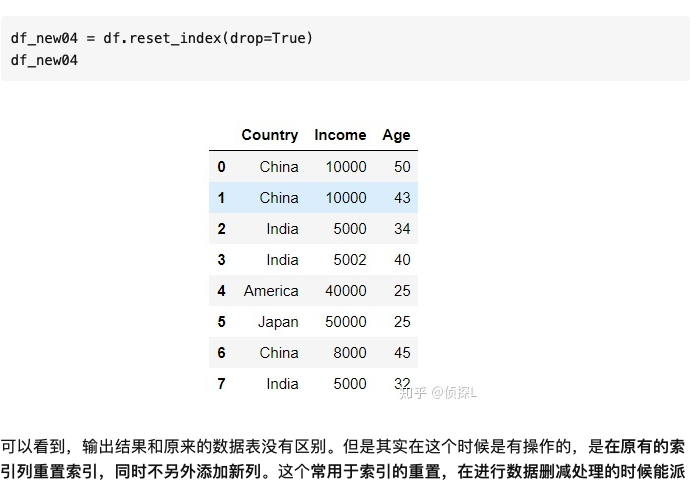 df_new04 = df.reset_index(drop=True)
df_new04
Country Income Age
0 China 10000 50
1 China 10000 43
2 India 5000 34
3 India 5002 40
4 America 40000 25
5 Japan 50000 25
6 China 8000 45
7 India 5000 32
知乎 @侦探L
可以看到，输出结果和原来的数据表没有区别。但是其实在这个时候是有操作的，是在原有的索
引列重置索引，同时不另外添加新列。这个常用于索引的重置，在进行数据删减处理的时候能派